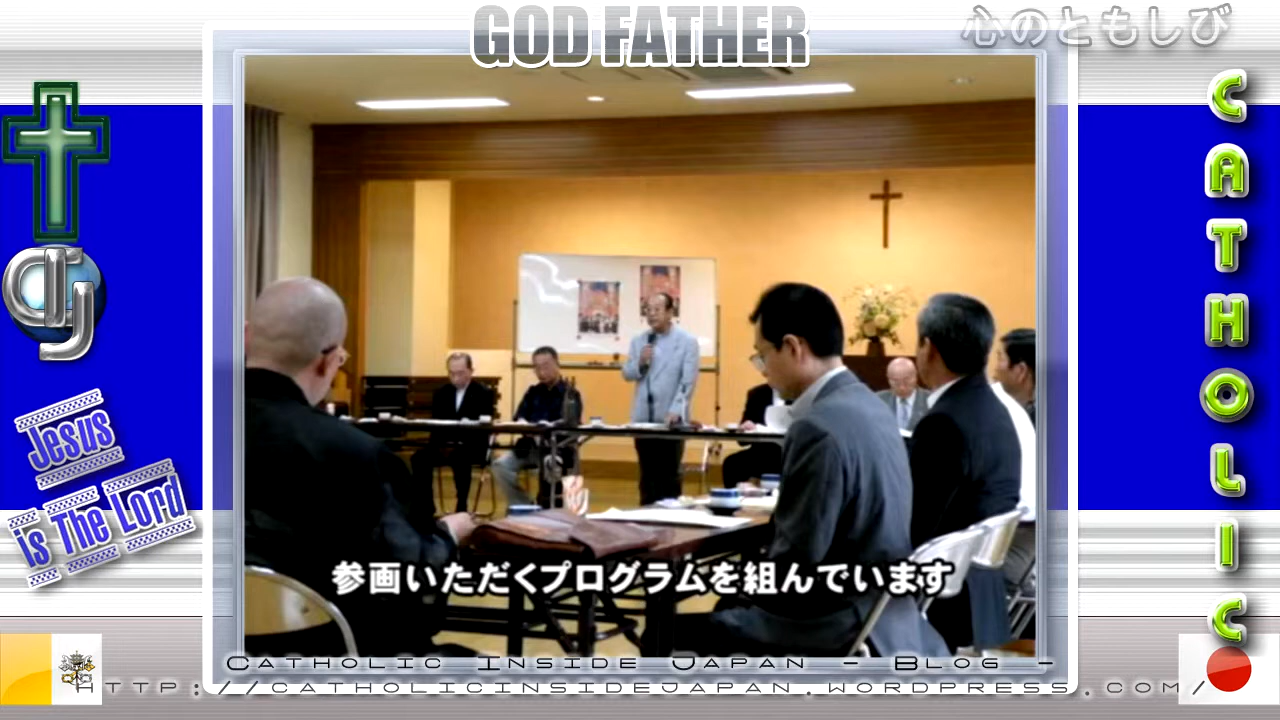 GOD FATHER
心のともしび
CATHOLIC
Jesus
is The Lord
参画いただくプログラムを組んでいます
Catholic Inside Japan - Blog -
http://catholicinsidejapan.wordpress.com/